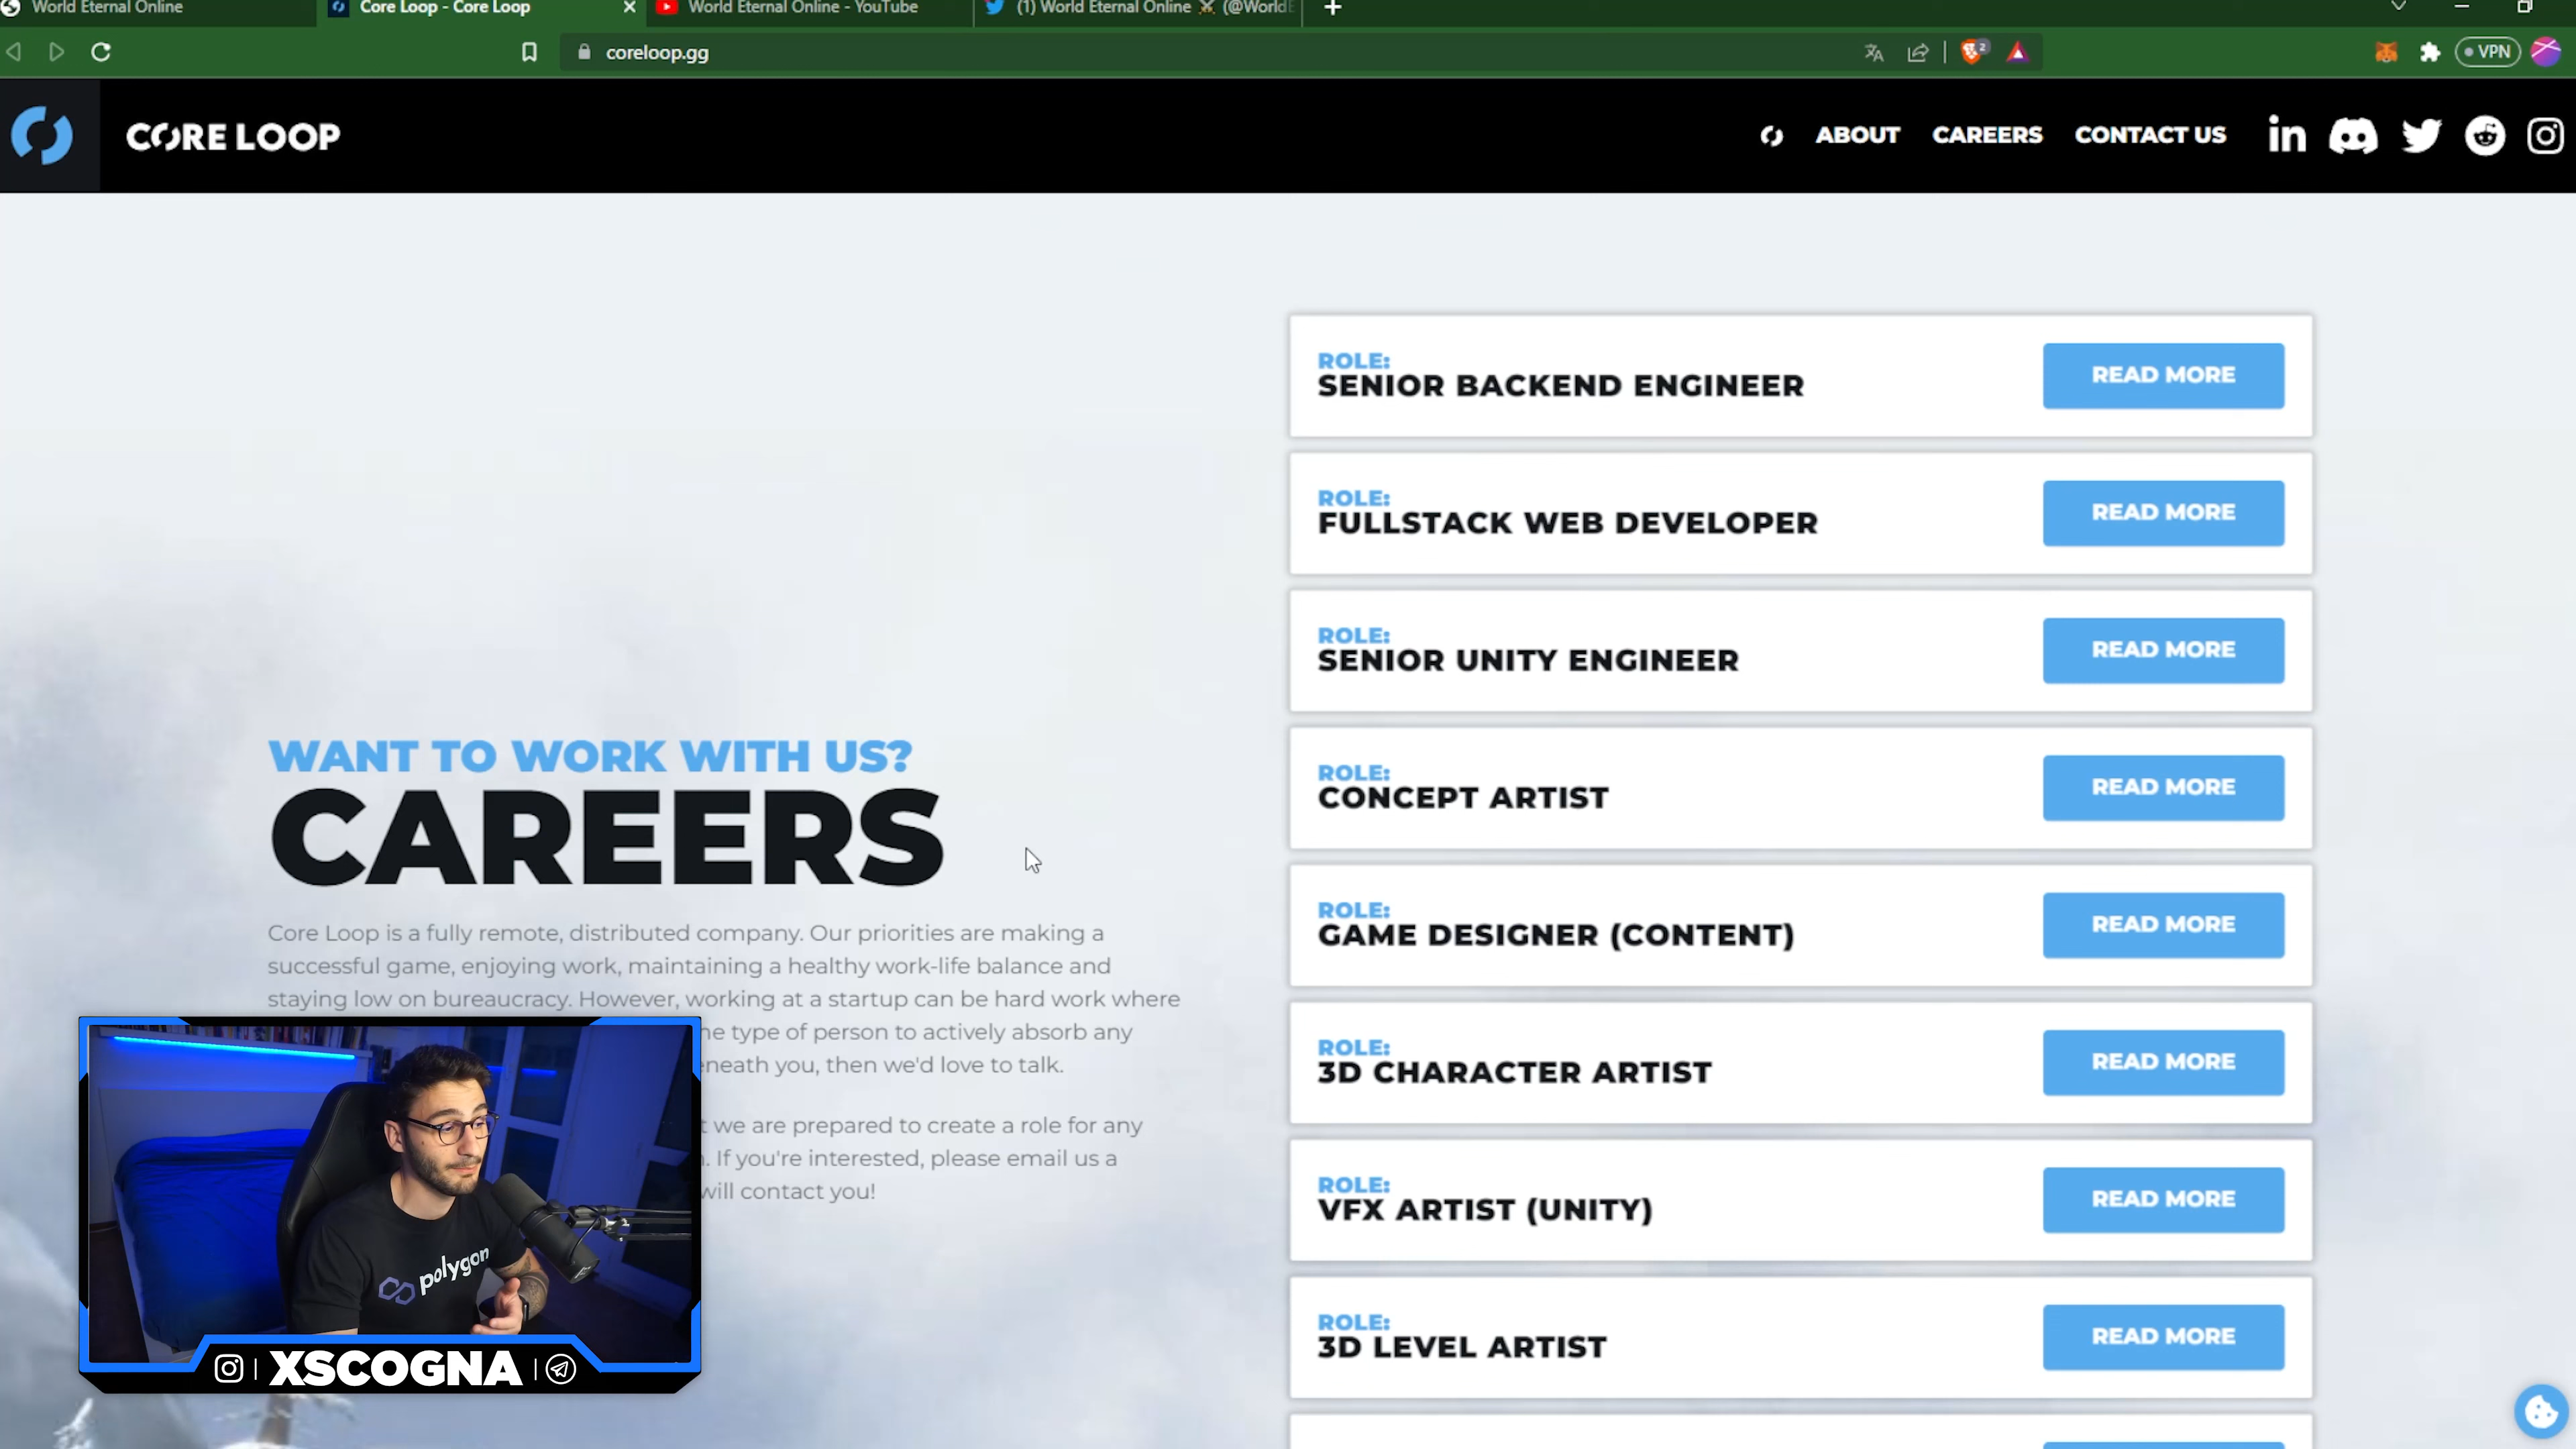 World Eternal Online
Core Loop - Core Loop
World Eternal Online - YouTube
(1) World Eternal Online ⚔ (@WorldE
coreloop.gg
2
VPN
CORE LOOP
ABOUT
CAREERS
CONTACT US
in
WANT TO WORK WITH US?
CAREERS
Core Loop is a fully remote, distributed company. Our priorities are making a
successful game, enjoying work, maintaining a healthy work-life balance and
staying low on bureaucracy. However, working at a startup can be hard work where
type of person to actively absorb any
you, then we'd love to talk.
we are prepared to create a role for any
If you're interested, please email us a
will contact you!
polygon
XSCOGNA
ROLE:
SENIOR BACKEND ENGINEER
READ MORE
ROLE:
FULLSTACK WEB DEVELOPER
READ MORE
ROLE:
SENIOR UNITY ENGINEER
READ MORE
ROLE:
CONCEPT ARTIST
READ MORE
ROLE:
GAME DESIGNER (CONTENT)
READ MORE
ROLE:
3D CHARACTER ARTIST
READ MORE
ROLE:
VFX ARTIST (UNITY)
READ MORE
ROLE:
3D LEVEL ARTIST
READ MORE